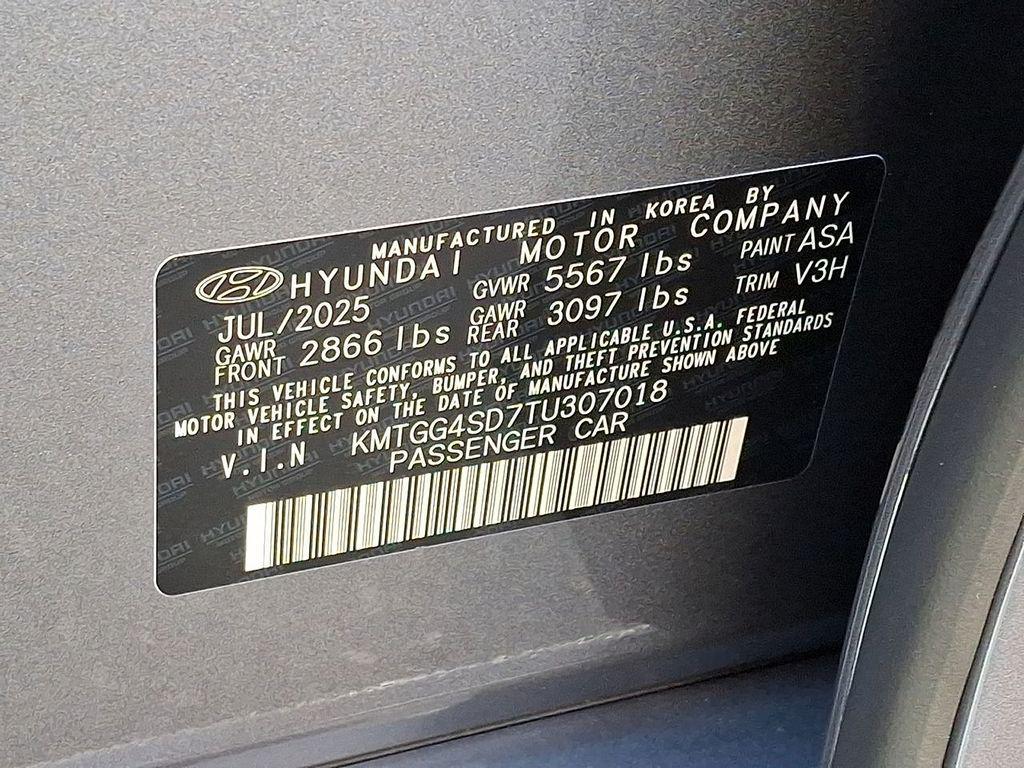 MANUFACTURED IN KOREA BY
HYUNDAI MOTOR COMPANY
JUL/2025 GVWR 5567 lbs PAINT ASA
GAWR FRONT 2866 lbs GAWR REAR 3097 lbs TRIM V3H
THIS VEHICLE CONFORMS TO ALL APPLICABLE U.S.A. FEDERAL
MOTOR VEHICLE SAFETY, BUMPER, AND THEFT PREVENTION STANDARDS
IN EFFECT ON THE DATE OF MANUFACTURE SHOWN ABOVE
V.I.N KMTGG4SD7TU307018
PASSENGER CAR